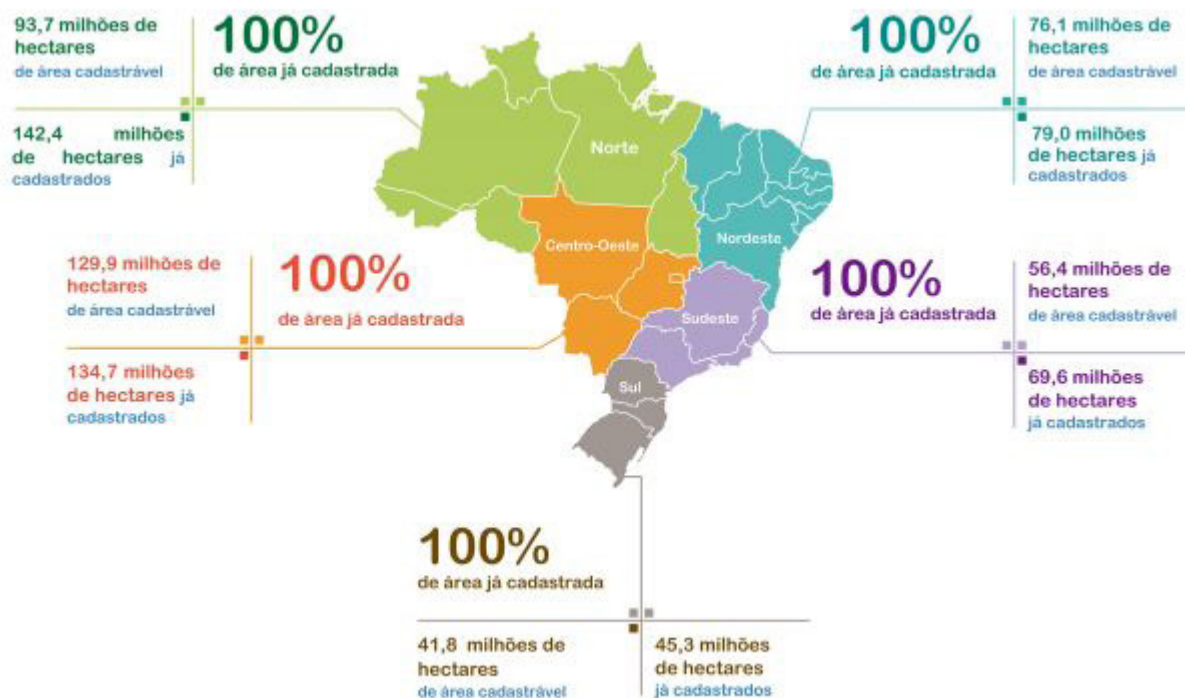 93,7 milhões de
hectares
de área cadastrável
100%
de área já cadastrada
142,4 milhões
de hectares já
cadastrados
100%
de área já cadastrada
76,1 milhões de
hectares
de área cadastrável
79,0 milhões
de hectares já
cadastrados
Norte
Nordeste
Centro-Oeste
Sudeste
Sul
129,9 milhões de
hectares
de área cadastrável
100%
de área já cadastrada
134,7 milhões
de hectares já
cadastrados
100%
de área já cadastrada
56,4 milhões de
hectares
de área cadastrável
69,6 milhões
de hectares
já cadastrados
100%
de área já cadastrada
41,8 milhões de
hectares
de área cadastrável
45,3 milhões
de hectares
já cadastrados